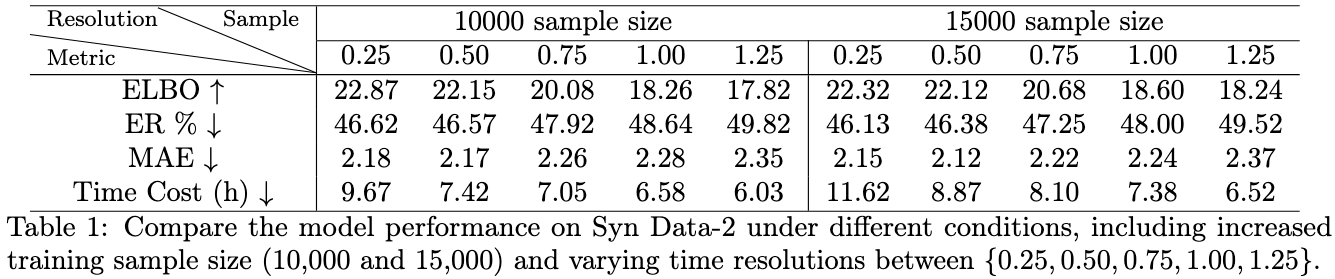 Resolution Sample 10000 sample size 15000 sample size
Metric 0.25 0.50 0.75 1.00 1.25 0.25 0.50 0.75 1.00 1.25
ELBO ↑ 22.87 22.15 20.08 18.26 17.82 22.32 22.12 20.68 18.60 18.24
ER % ↓ 46.62 46.57 47.92 48.64 49.82 46.13 46.38 47.25 48.00 49.52
MAE ↓ 2.18 2.17 2.26 2.28 2.35 2.15 2.12 2.22 2.24 2.37
Time Cost (h) ↓ 9.67 7.42 7.05 6.58 6.03 11.62 8.87 8.10 7.38 6.52
Table 1: Compare the model performance on Syn Data-2 under different conditions, including increased
training sample size (10,000 and 15,000) and varying time resolutions between {0.25, 0.50, 0.75, 1.00, 1.25}.